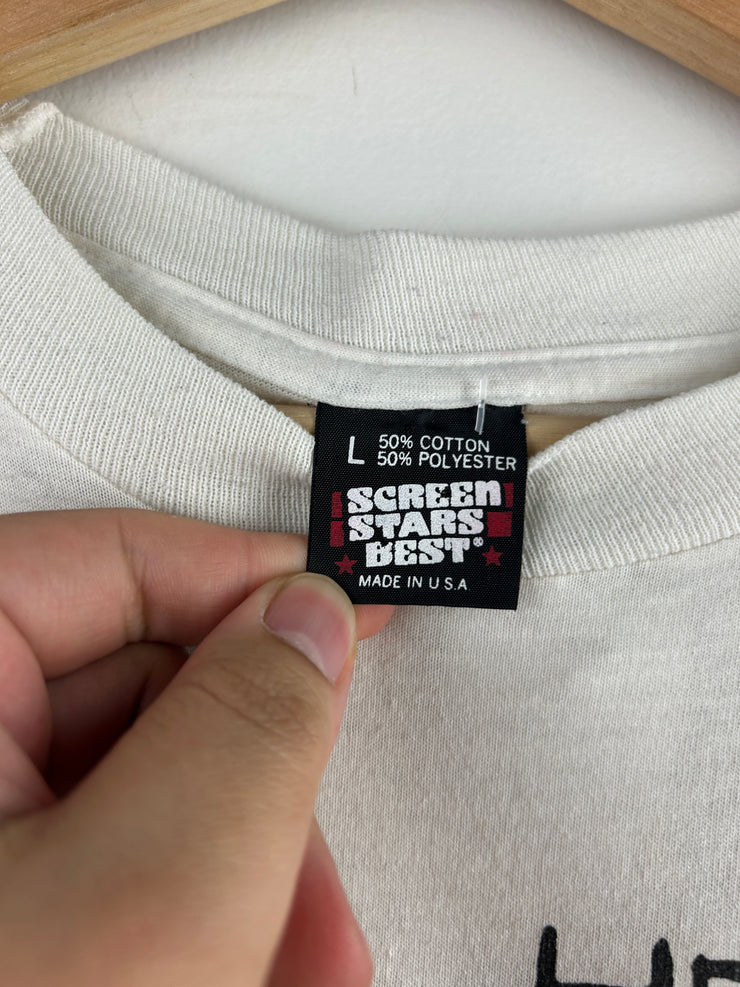 L 50% COTTON
50% POLYESTER
SCREEN
STARS
BEST®
MADE IN U.S.A.